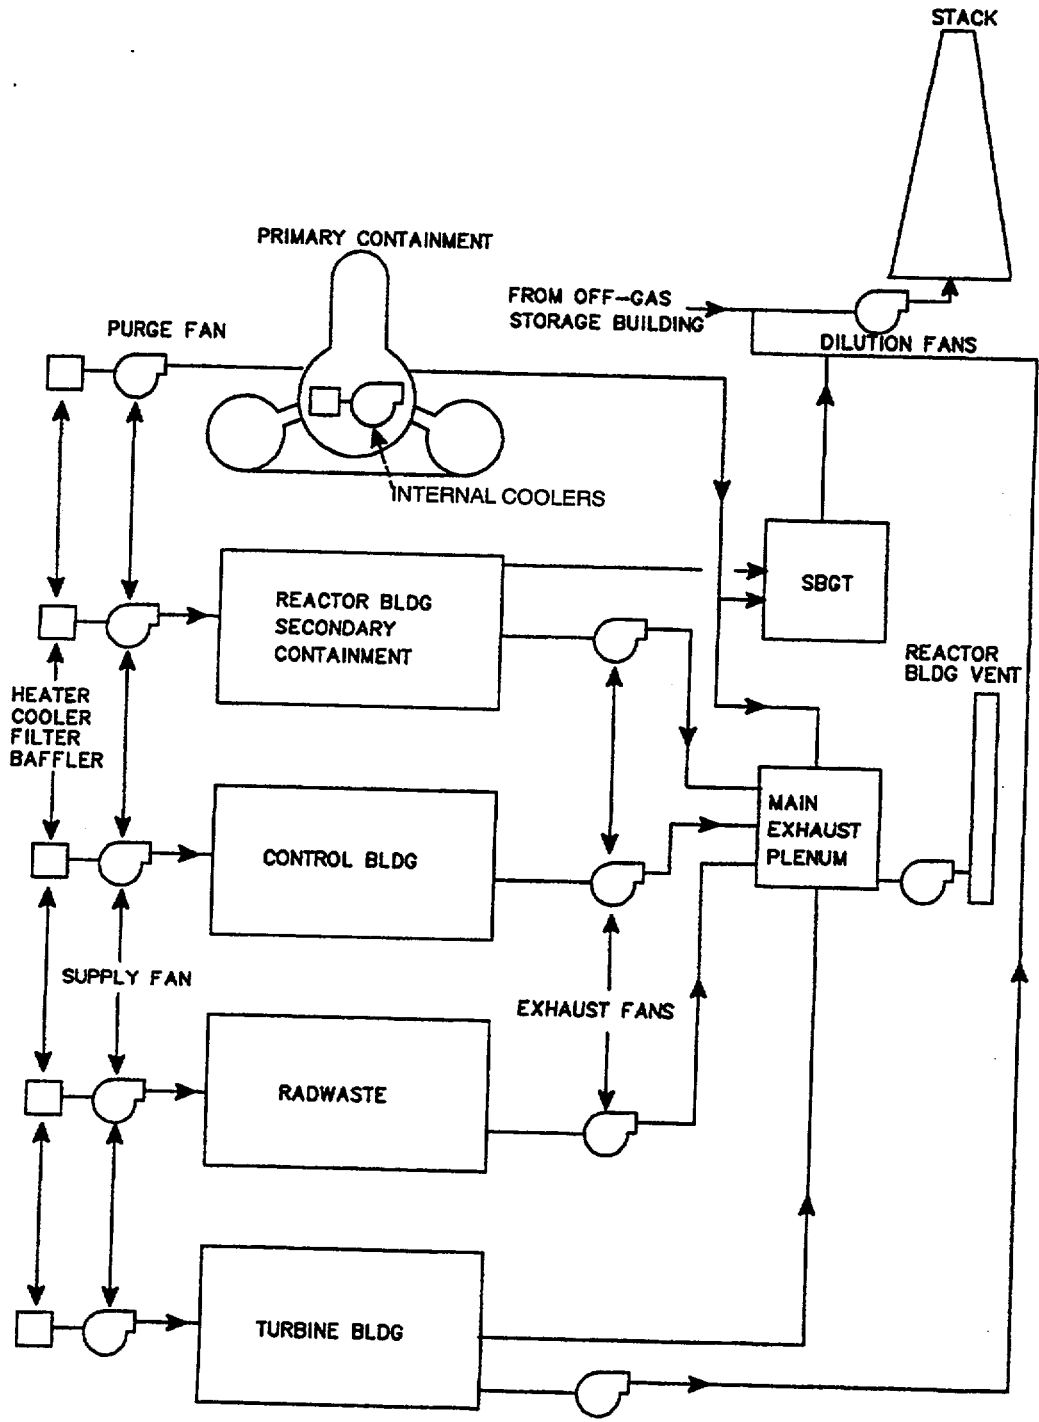 STACK
PRIMARY CONTAINMENT
FROM OFF-GAS
STORAGE BUILDING
PURGE FAN
DILUTION FANS
INTERNAL COOLERS
SBGT
REACTOR BLDG
SECONDARY
CONTAINMENT
REACTOR
BLDG VENT
HEATER
COOLER
FILTER
BAFFLER
MAIN
EXHAUST
PLENUM
CONTROL BLDG
SUPPLY FAN
EXHAUST FANS
RADWASTE
TURBINE BLDG